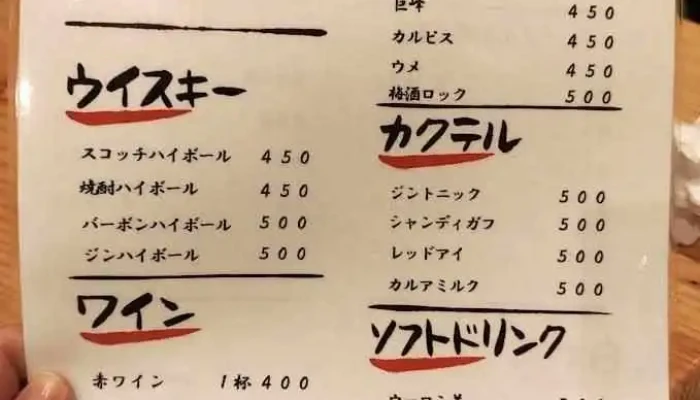 ウイスキー
スコッチハイボール 450
焼酎ハイボール 450
バーボンハイボール 500
ジンハイボール 500
ワイン
赤ワイン 1杯 400
巨峰 450
カルピス 450
ウメ 450
梅酒ロック 500
カクテル
ジントニック 500
シャンディガフ 500
レッドアイ 500
カルアミルク 500
ソフトドリンク